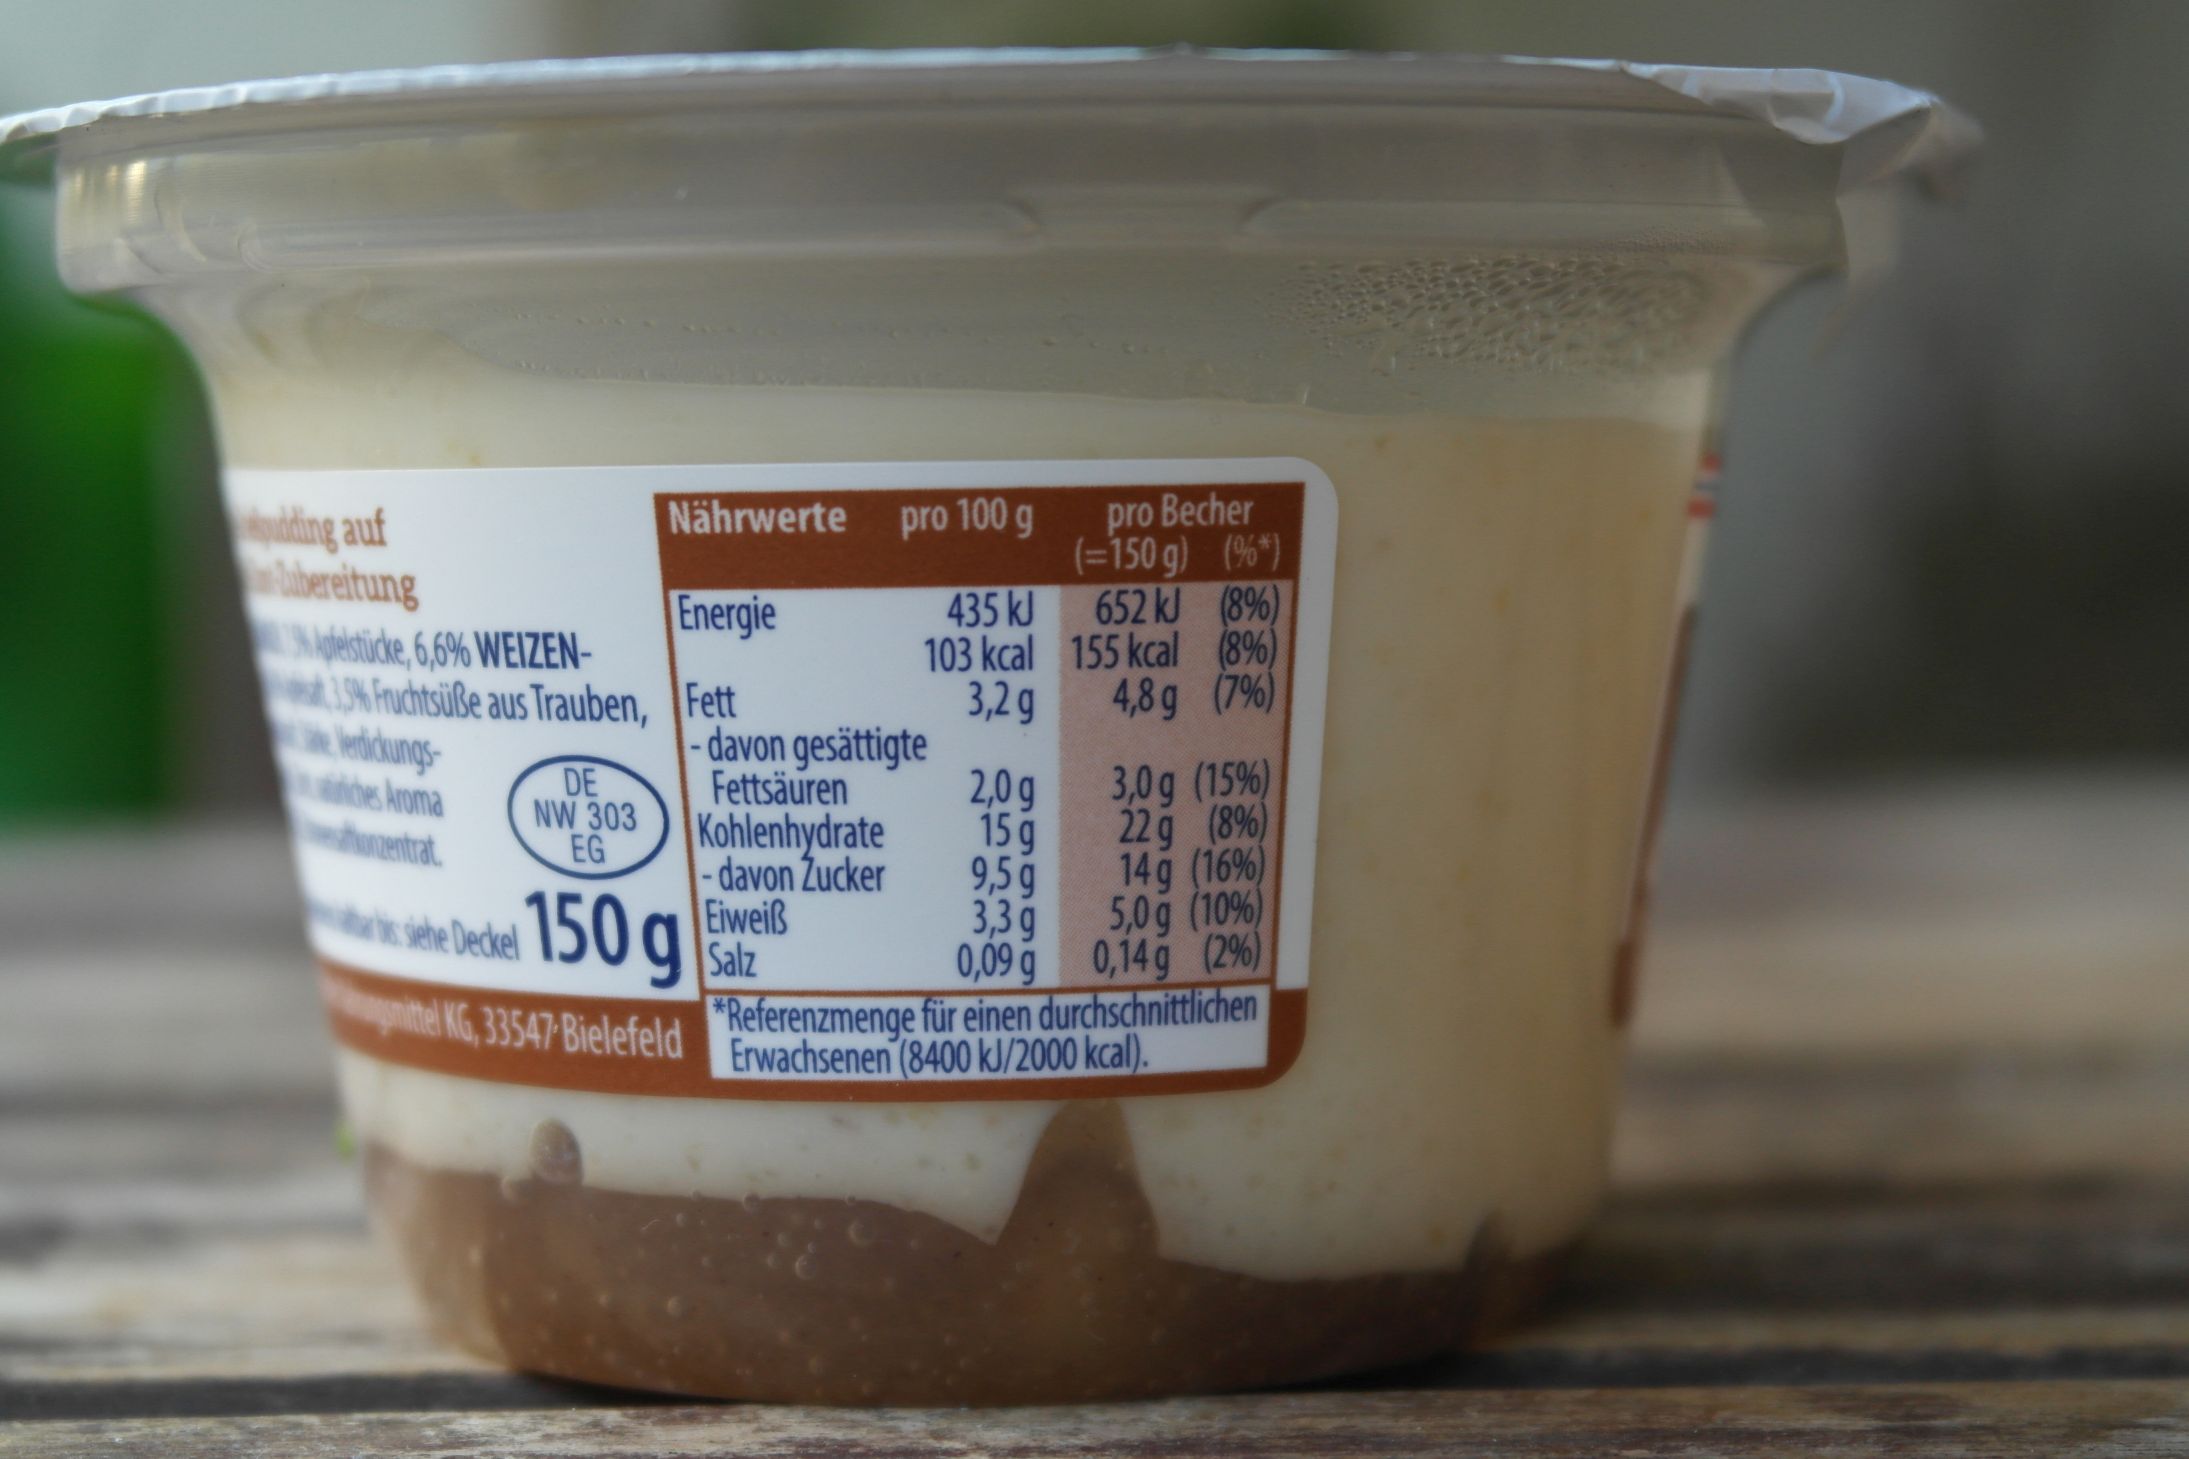 pudding auf
Zubereitung
Apfelstücke, 6,6% WEIZEN-
3,5% Fruchtsüße aus Trauben,
Verdickungs-
natürliches Aroma
DE
NW 303
EG
bis: siehe Deckel 150 g
KG, 33547 Bielefeld
Nährwerte pro 100 g pro Becher
(=150 g) (%*)
Energie 435 kJ 652 kJ (8%)
103 kcal 155 kcal (8%)
Fett 3,2 g 4,8 g (7%)
- davon gesättigte
Fettsäuren 2,0 g 3,0 g (15%)
Kohlenhydrate 15 g 22 g (8%)
- davon Zucker 9,5 g 14 g (16%)
Eiweiß 3,3 g 5,0 g (10%)
Salz 0,09 g 0,14 g (2%)
*Referenzmenge für einen durchschnittlichen
Erwachsenen (8400 kJ/2000 kcal).